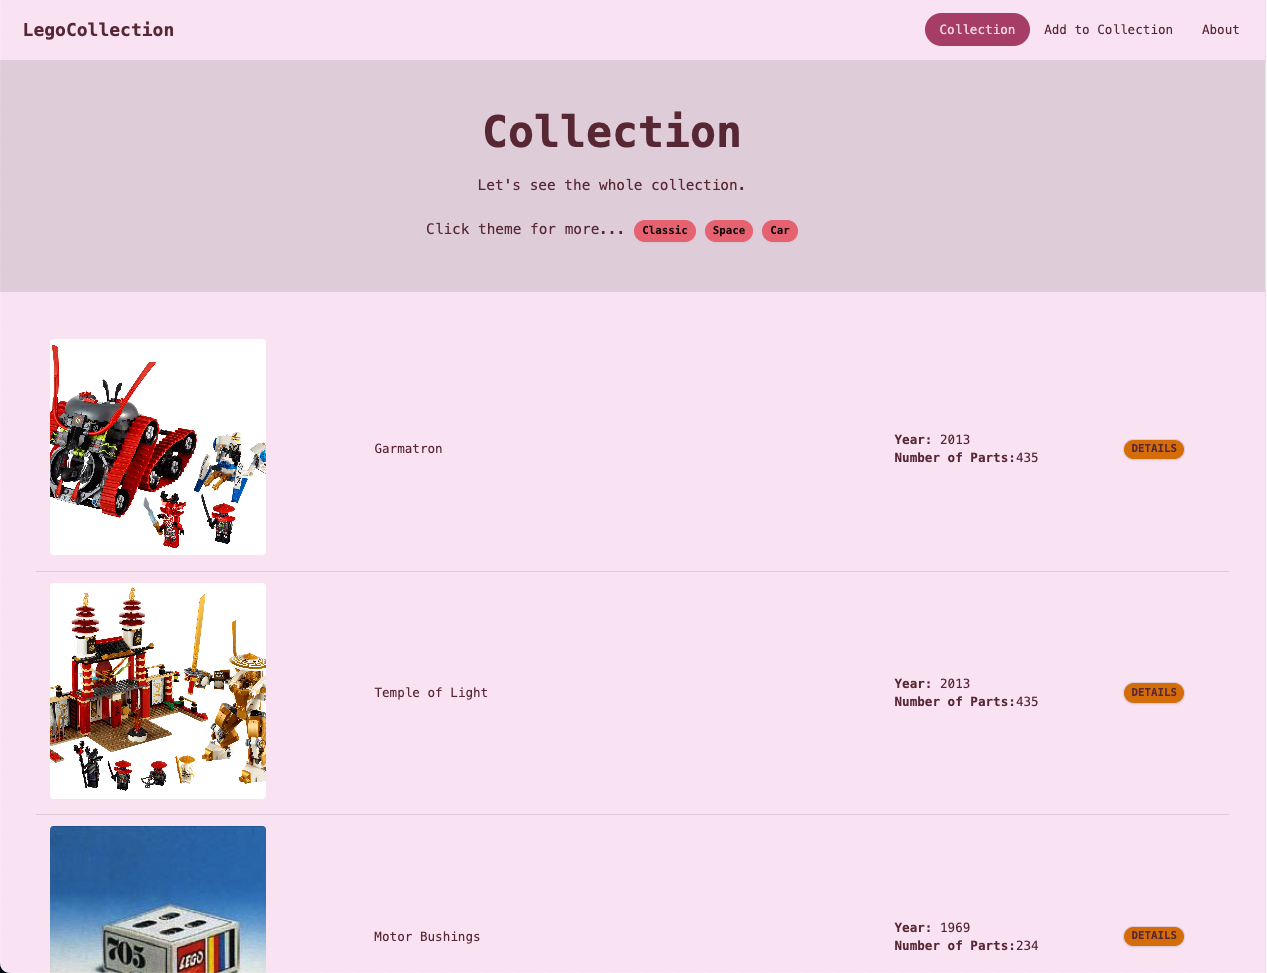 LegoCollection
Collection Add to Collection About
Collection
Let's see the whole collection.
Click theme for more... Classic Space Car
Garmatron
Year: 2013
Number of Parts:435
DETAILS
Temple of Light
Year: 2013
Number of Parts:435
DETAILS
705
LEGO
Motor Bushings
Year: 1969
Number of Parts:234
DETAILS